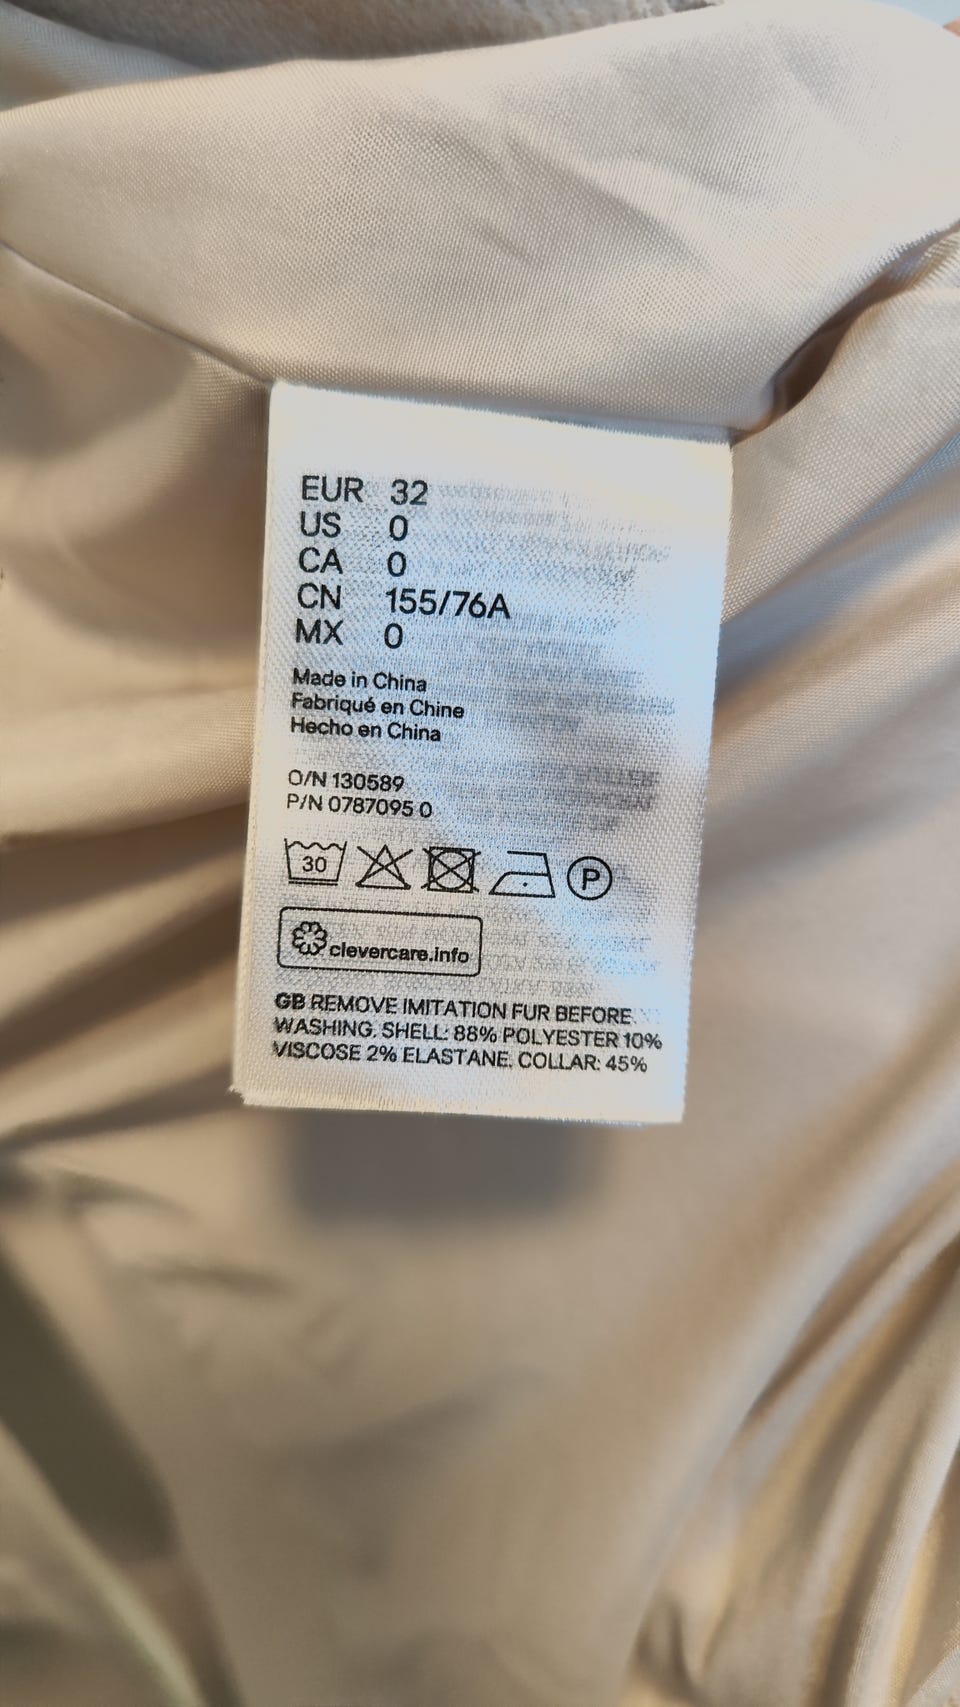 EUR 32
US 0
CA 0
CN 155/76A
MX 0
Made in China
Fabriqué en Chine
Hecho en China
O/N 130589
P/N 0787095 0
30 P
clevercare.info
GB REMOVE IMITATION FUR BEFORE
WASHING. SHELL: 88% POLYESTER 10%
VISCOSE 2% ELASTANE. COLLAR: 45%